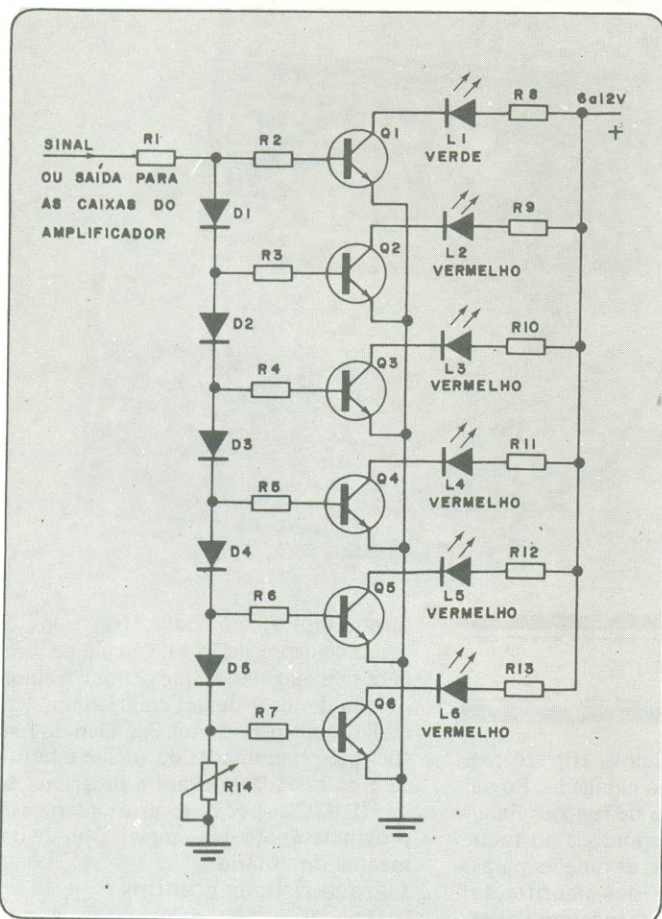 R1
SINAL
OU SAÍDA PARA
AS CAIXAS DO
AMPLIFICADOR
R2
Q1
L1
VERDE
R8
6a12V
+
D1
R3
Q2
L2
VERMELHO
R9
D2
R4
Q3
L3
VERMELHO
R10
D3
R5
Q4
L4
VERMELHO
R11
D4
R6
Q5
L5
VERMELHO
R12
D5
R7
Q6
L6
VERMELHO
R13
R14